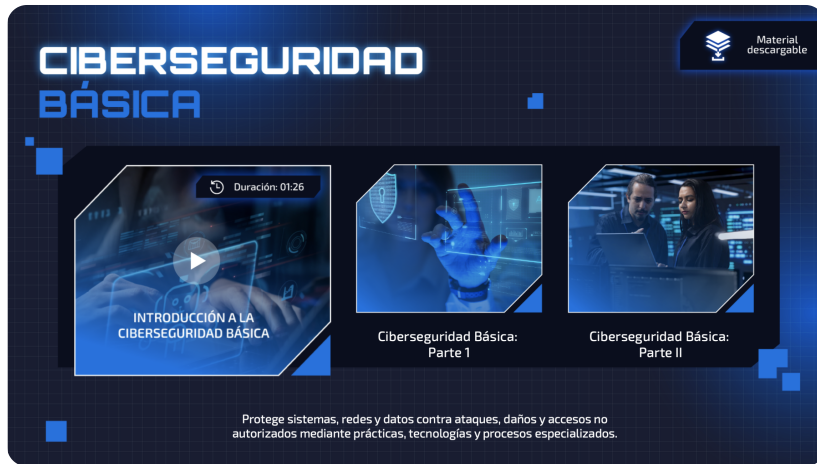 CIBERSEGURIDAD
BÁSICA
Material
descargable
Duración: 01:26
INTRODUCCIÓN A LA
CIBERSEGURIDAD BÁSICA
Ciberseguridad Básica:
Parte 1
Ciberseguridad Básica:
Parte II
Protege sistemas, redes y datos contra ataques, daños y accesos no
autorizados mediante prácticas, tecnologías y procesos especializados.